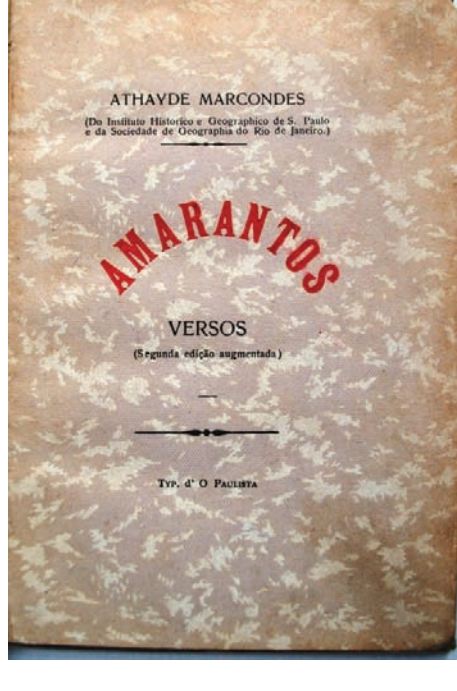 ATHAYDE MARCONDES
(Do Instituto Historico e Geographico de S. Paulo
e da Sociedade de Geographia do Rio de Janeiro.)
AMARANTOS
VERSOS
(Segunda edição augmentada)
TYP. d' O PAULISTA